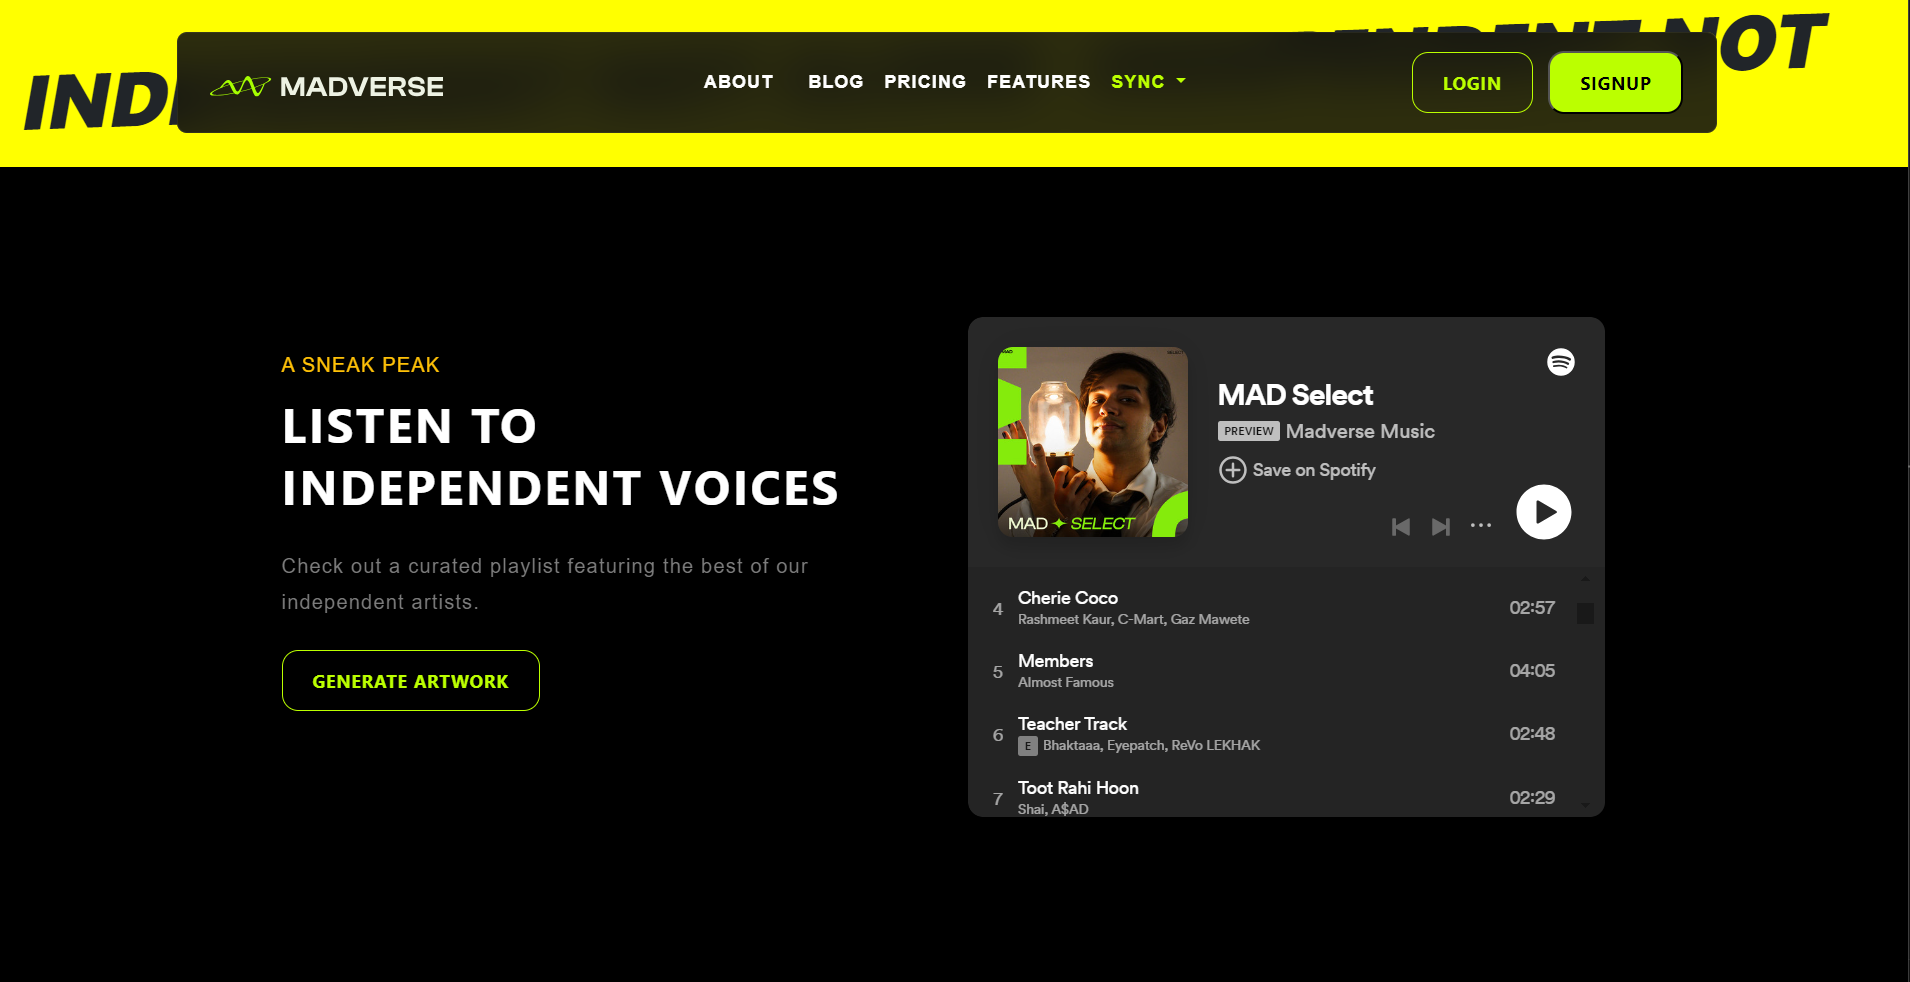 NOT
MADVERSE
ABOUT BLOG PRICING FEATURES SYNC
LOGIN
SIGNUP
A SNEAK PEAK
LISTEN TO
INDEPENDENT VOICES
Check out a curated playlist featuring the best of our
independent artists.
GENERATE ARTWORK
MAD SELECT
MAD Select
PREVIEW Madverse Music
Save on Spotify
4 Cherie Coco 02:57
Rashmeet Kaur, C-Mart, Gaz Mawete
5 Members 04:05
Almost Famous
6 Teacher Track 02:48
E Bhaktaaa, Eyepatch, ReVo LEKHAK
7 Toot Rahi Hoon 02:29
Shai, A$AD